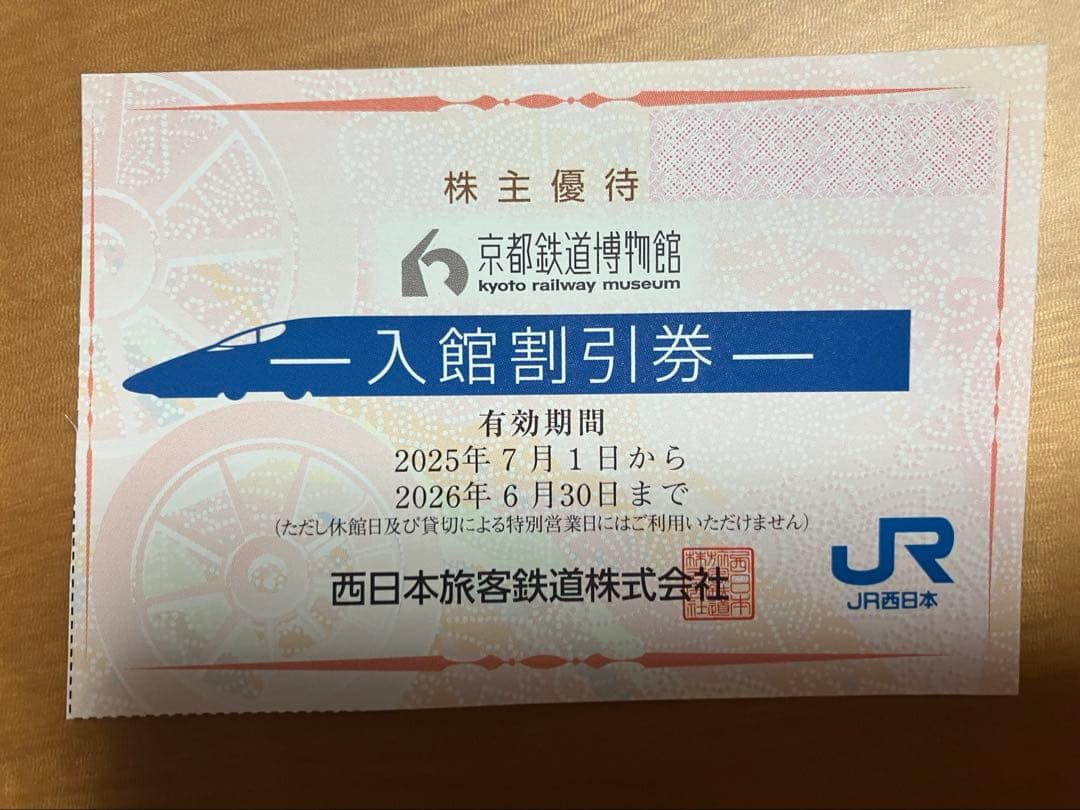 株主優待
京都鉄道博物館
kyoto railway museum
入館割引券
有効期間
2025年7月1日から
2026年6月30日まで
(ただし休館日及び貸切による特別営業日にはご利用いただけません)
西日本旅客鉄道株式会社
JR
JR西日本